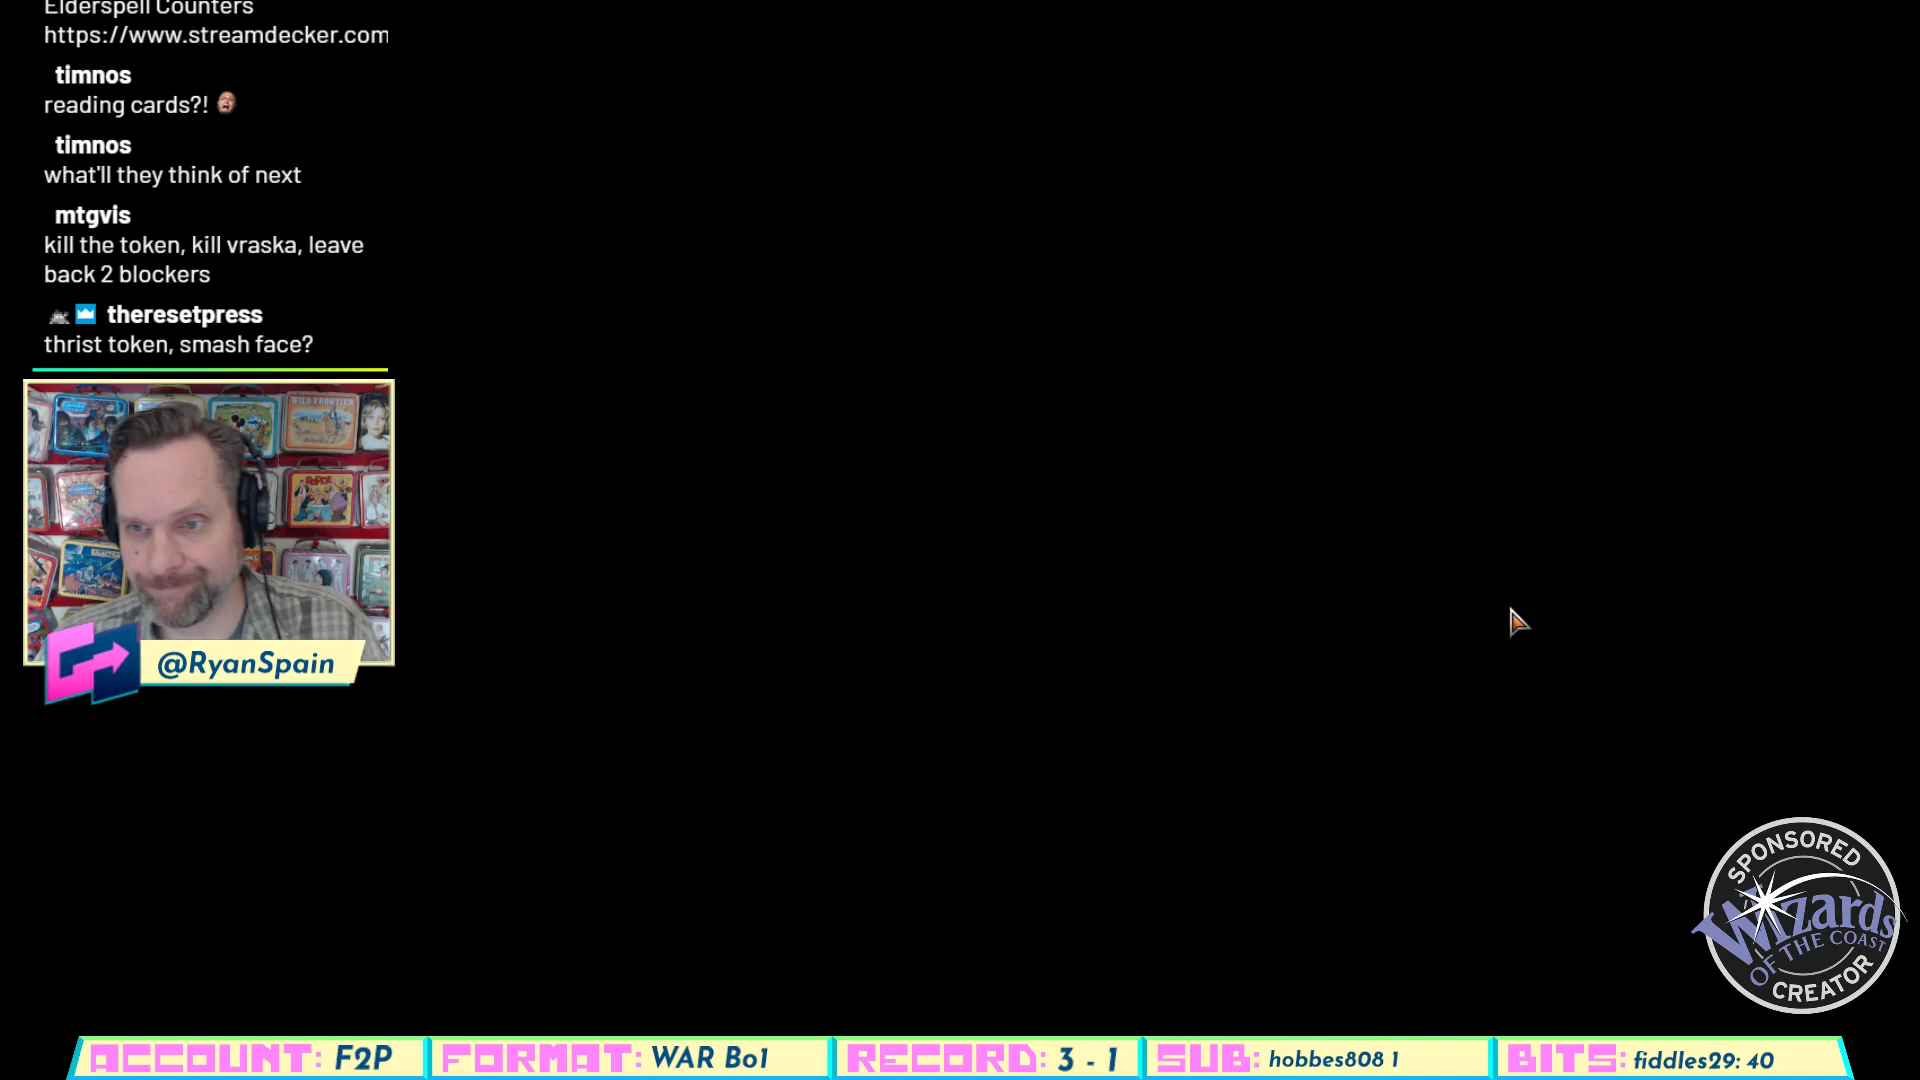 Elderspell Counters
https://www.streamdecker.com
timnos
reading cards?!
timnos
what'll they think of next
mtgvis
kill the token, kill vraska, leave
back 2 blockers
theresetpress
thrist token, smash face?
WILD FRONTIER
@RyanSpain
SPONSORED
Wizards
OF THE COAST
CREATOR
ACCOUNT: F2P
FORMAT: WAR Bo1
RECORD: 3 - 1
SUB: hobbes808 1
BITS: fiddles29: 40